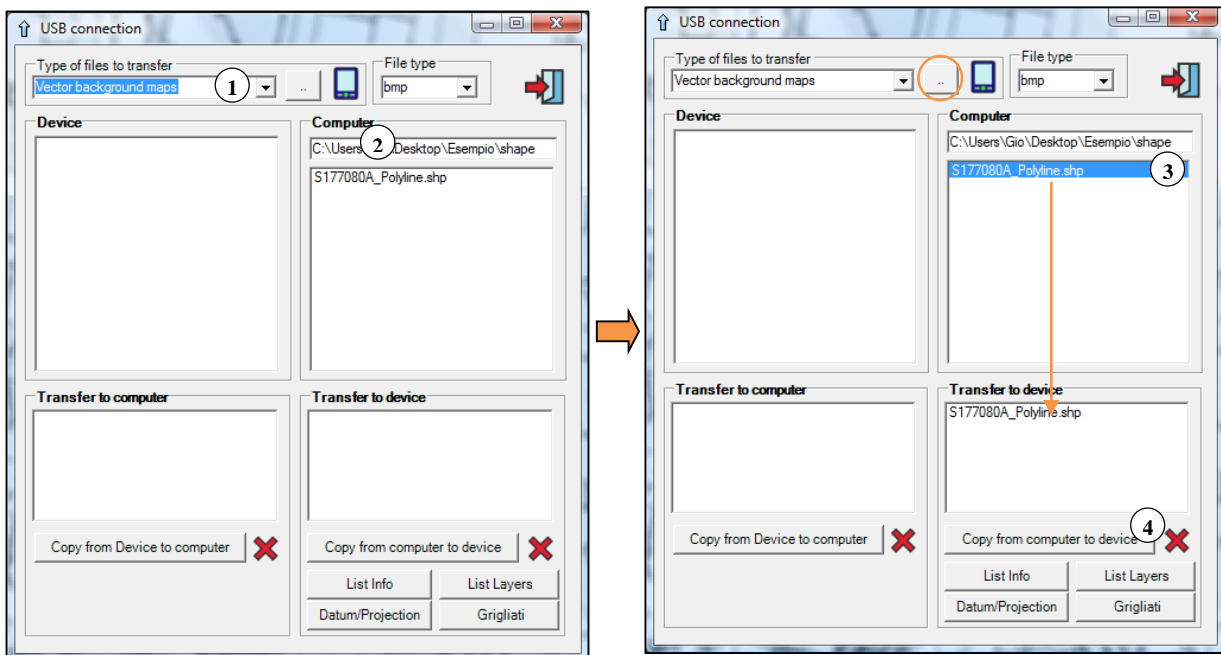 USB connection
Type of files to transfer
File type
Vector background maps
1
..
bmp
Device
Computer
C:\Users
2
Desktop\Esempio\shape
S177080A_Polyline.shp
Transfer to computer
Transfer to device
Copy from Device to computer
Copy from computer to device
List Info
List Layers
Datum/Projection
Grigliati
USB connection
Type of files to transfer
File type
Vector background maps
..
bmp
Device
Computer
C:\Users\Gio\Desktop\Esempio\shape
S177080A_Polyline.shp
3
Transfer to computer
Transfer to device
S177080A_Polyline.shp
4
Copy from Device to computer
Copy from computer to device
List Info
List Layers
Datum/Projection
Grigliati